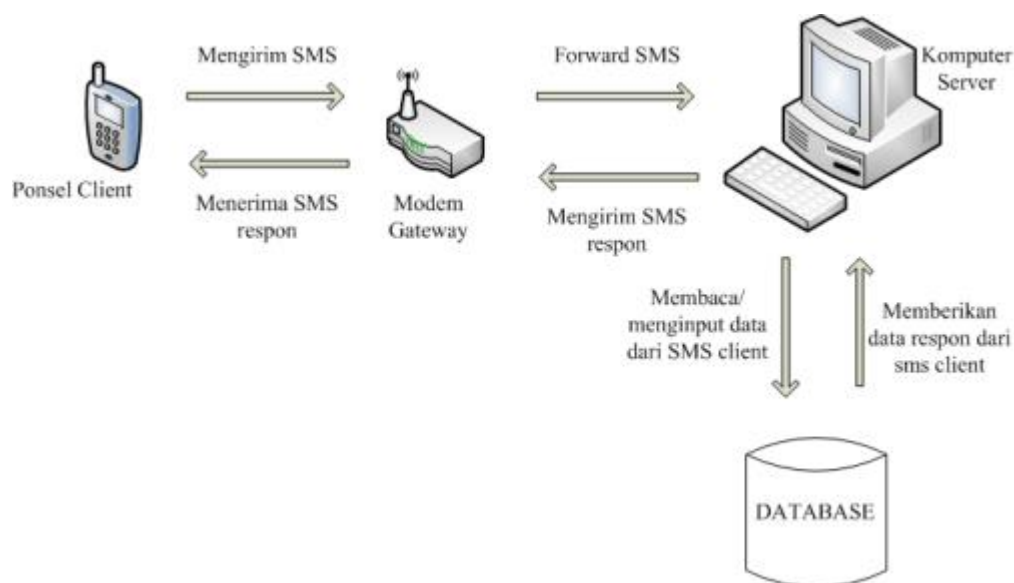 Mengirim SMS
Forward SMS
Komputer
Server
Ponsel Client
Menerima SMS
respon
Modem
Gateway
Mengirim SMS
respon
Membaca/
menginput data
dari SMS client
Memberikan
data respon dari
sms client
DATABASE